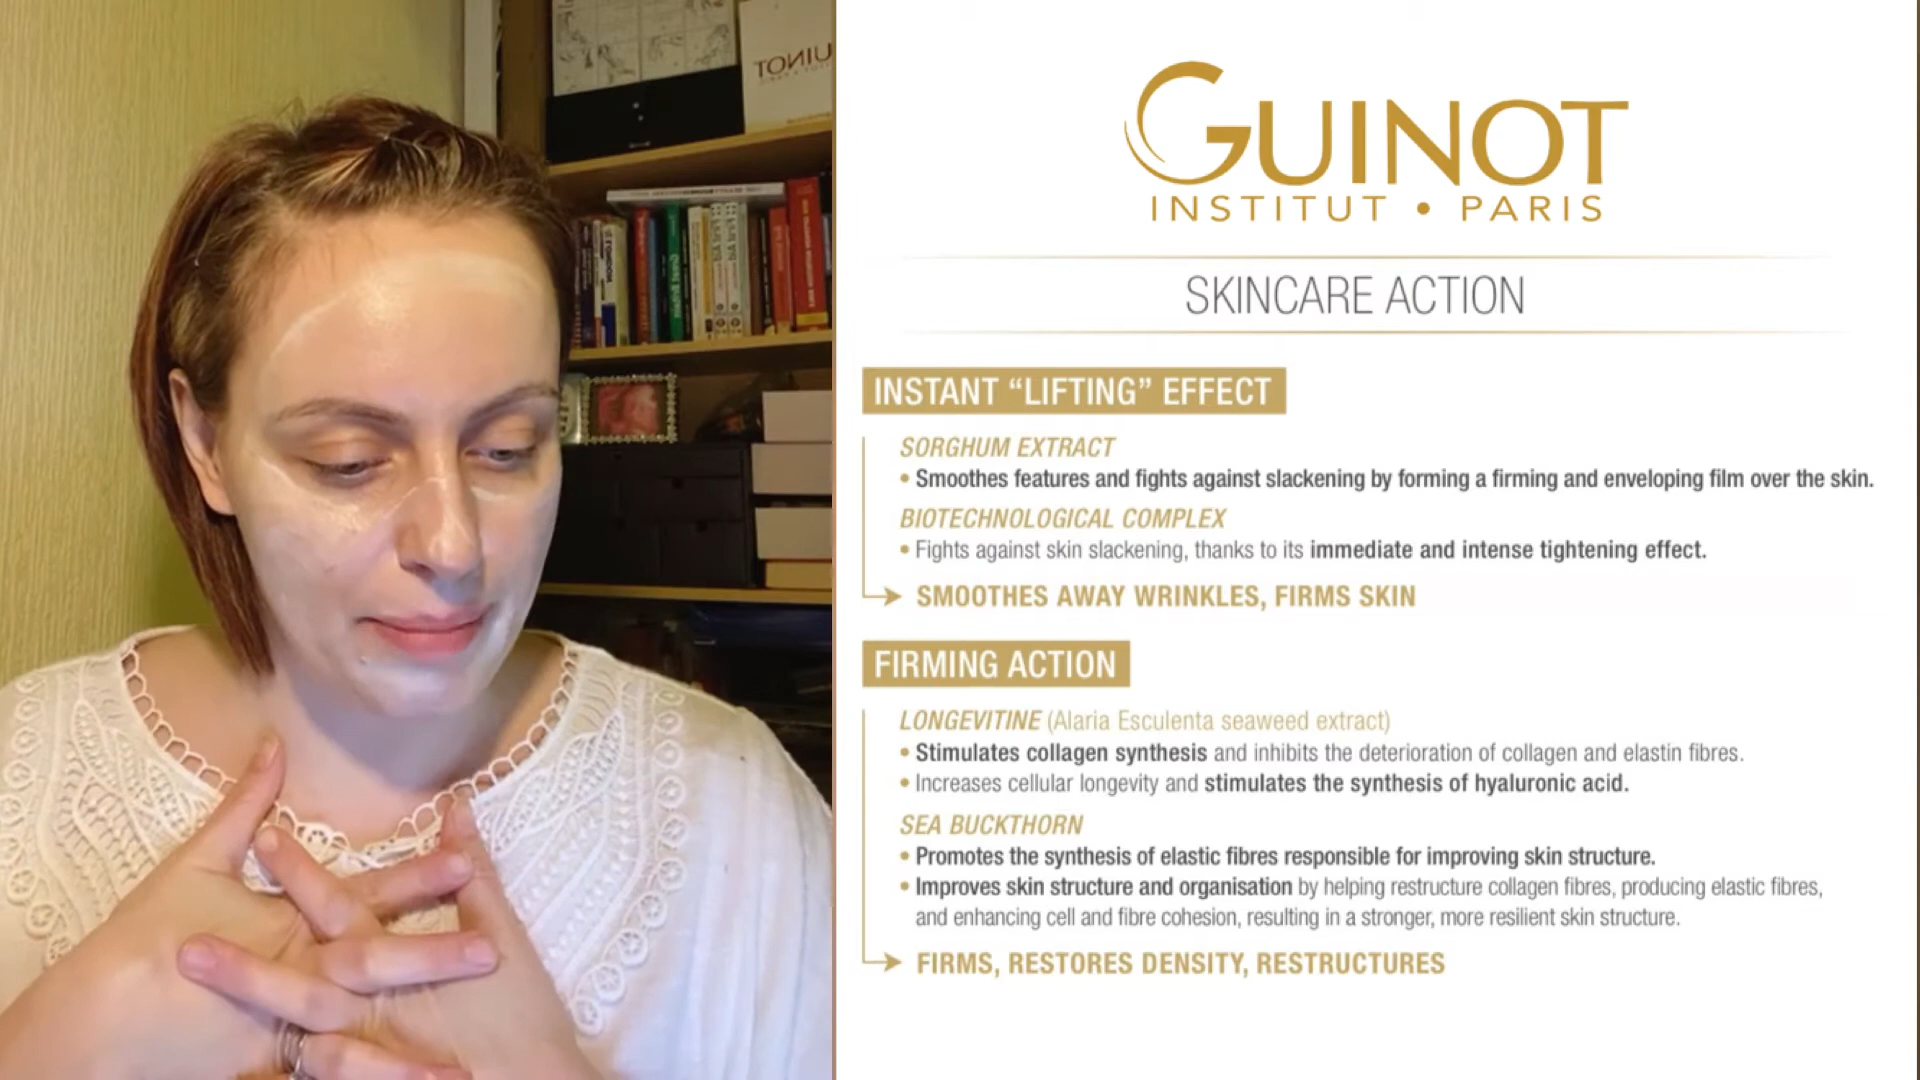 GUINOT
GUINOT
INSTITUT • PARIS
SKINCARE ACTION
INSTANT “LIFTING” EFFECT
SORGHUM EXTRACT
• Smoothes features and fights against slackening by forming a firming and enveloping film over the skin.
BIOTECHNOLOGICAL COMPLEX
• Fights against skin slackening, thanks to its immediate and intense tightening effect.
SMOOTHES AWAY WRINKLES, FIRMS SKIN
FIRMING ACTION
LONGEVITINE (Alaria Esculenta seaweed extract)
• Stimulates collagen synthesis and inhibits the deterioration of collagen and elastin fibres.
• Increases cellular longevity and stimulates the synthesis of hyaluronic acid.
SEA BUCKTHORN
• Promotes the synthesis of elastic fibres responsible for improving skin structure.
• Improves skin structure and organisation by helping restructure collagen fibres, producing elastic fibres,
and enhancing cell and fibre cohesion, resulting in a stronger, more resilient skin structure.
FIRMS, RESTORES DENSITY, RESTRUCTURES